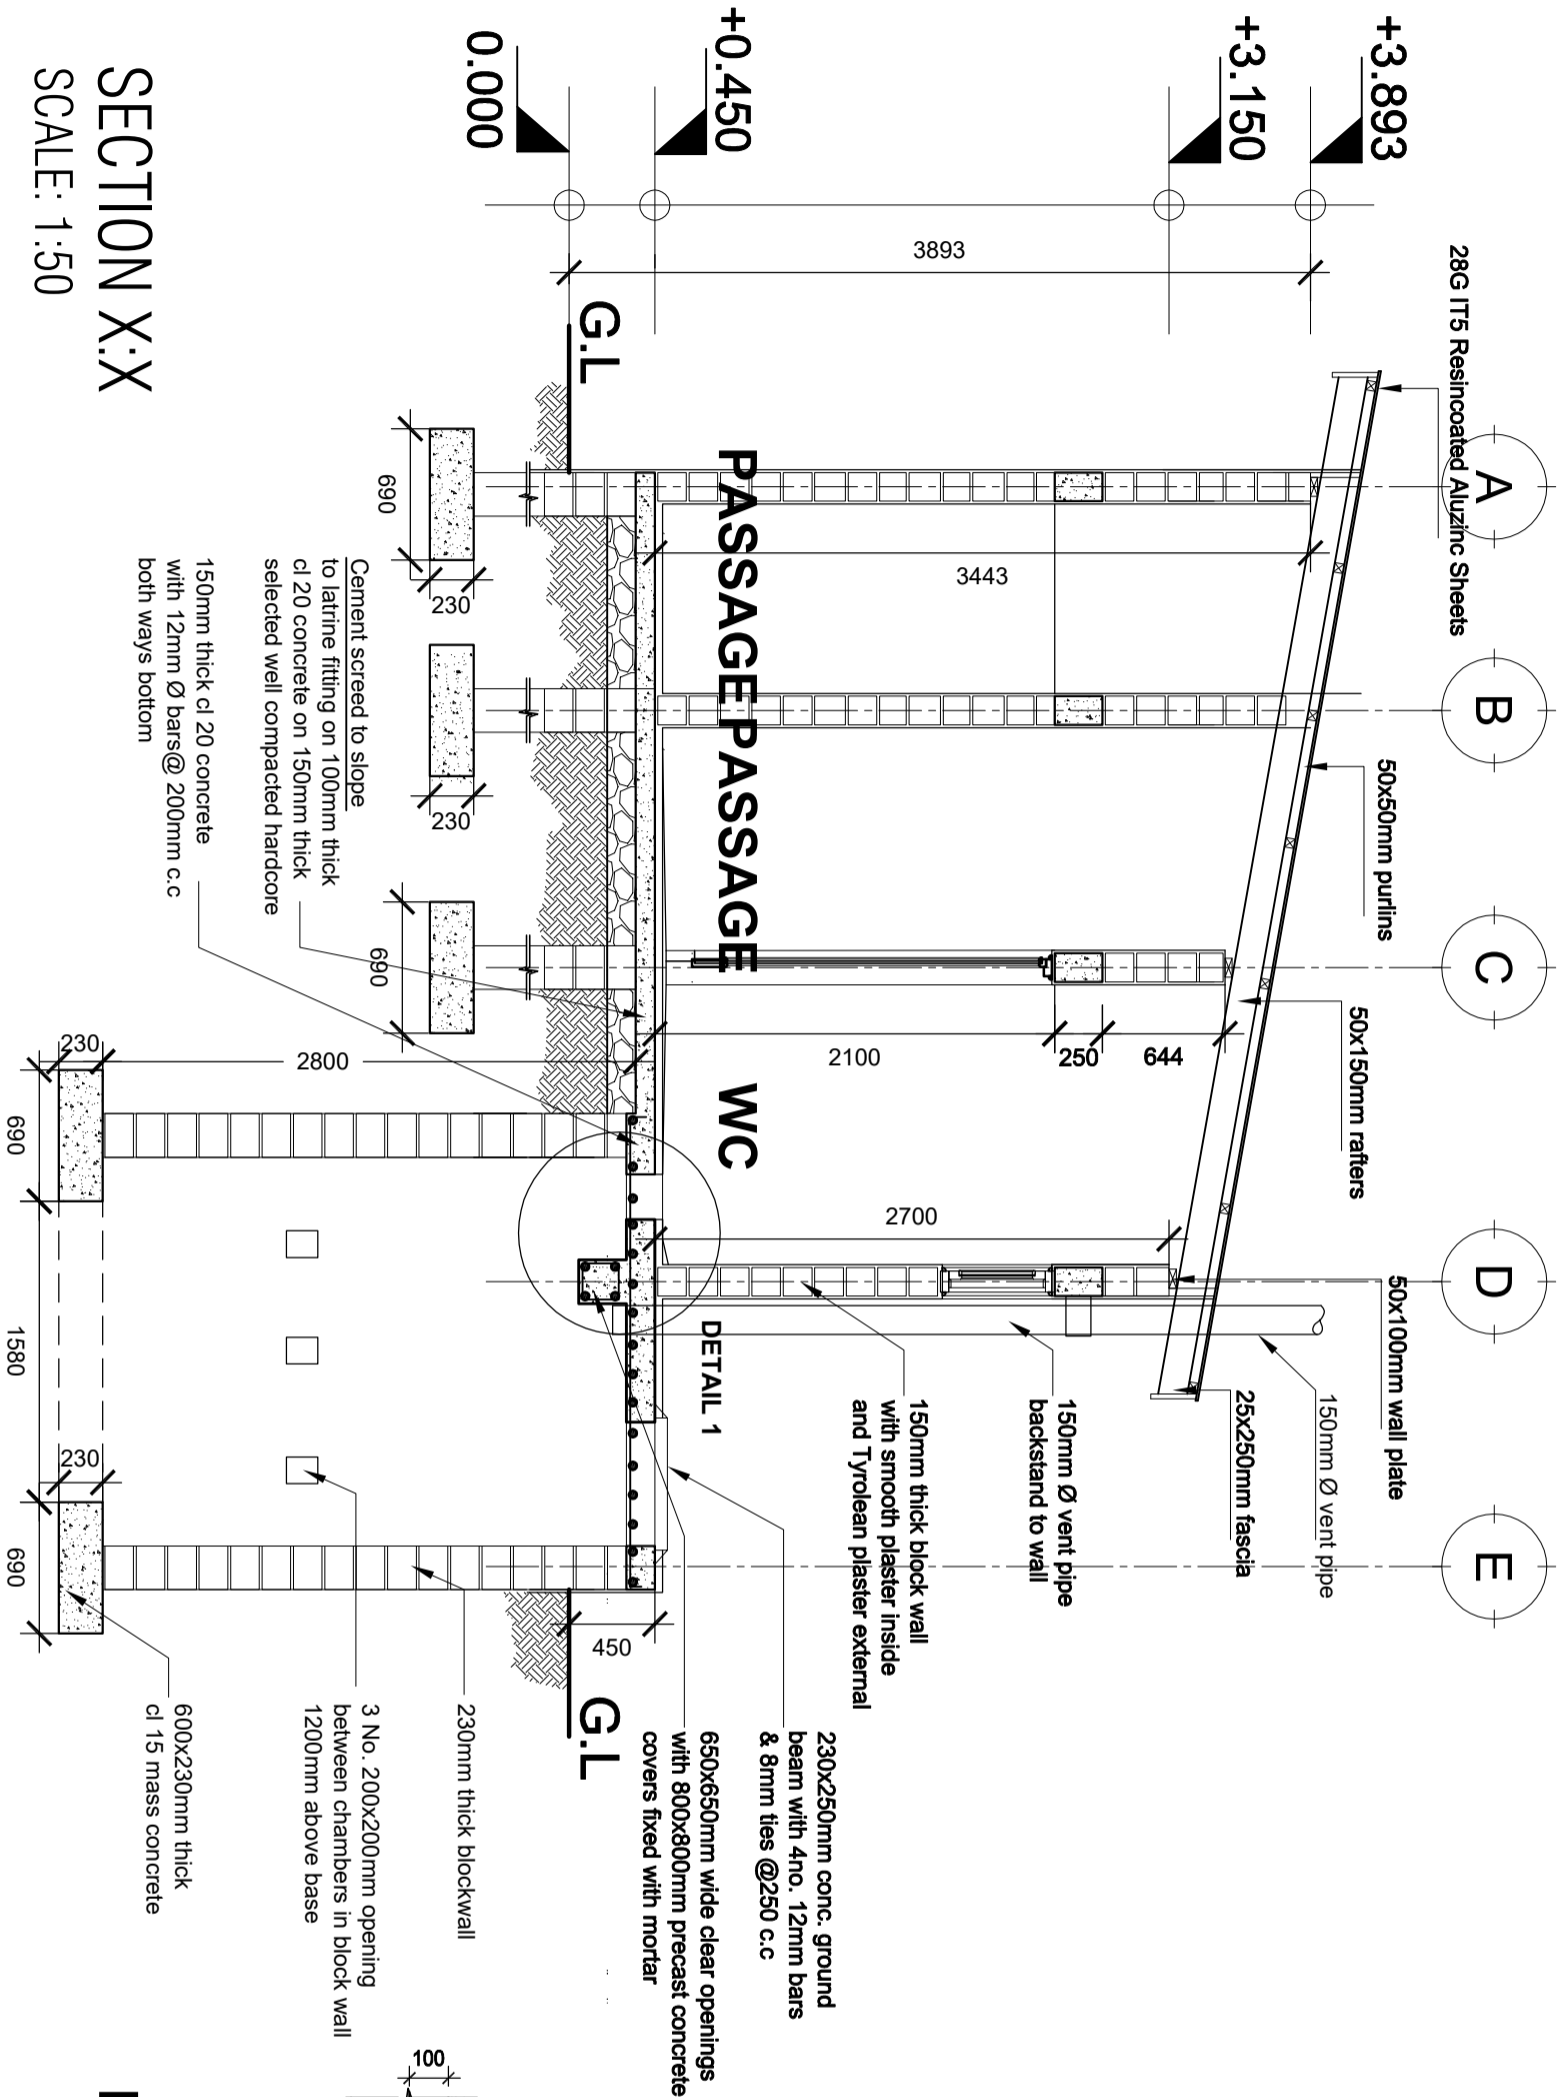 +3.893
+3.150
+0.450
0.000
3893
28G IT5 Resincoated Aluzinc Sheets
A
B
C
D
E
50x50mm purlins
50x150mm rafters
50x100mm wall plate
150mm Ø vent pipe
25x250mm fascia
150mm Ø vent pipe
backstand to wall
150mm thick block wall
with smooth plaster inside
and Tyrolean plaster external
G.L
PASSAGE
PASSAGE
WC
3443
2100
250
644
2700
DETAIL 1
230x250mm conc. ground
beam with 4no. 12mm bars
& 8mm ties @250 c.c
650x650mm wide clear openings
with 800x800mm precast concrete
covers fixed with mortar
G.L
450
690
230
230
690
Cement screed to slope
to latrine fitting on 100mm thick
cl 20 concrete on 150mm thick
selected well compacted hardcore
150mm thick cl 20 concrete
with 12mm Ø bars@ 200mm c.c
both ways bottom
2800
230
690
1580
230
690
230mm thick blockwall
3 No. 200x200mm opening
between chambers in block wall
1200mm above base
600x230mm thick
cl 15 mass concrete
100
SECTION X:X
SCALE: 1:50